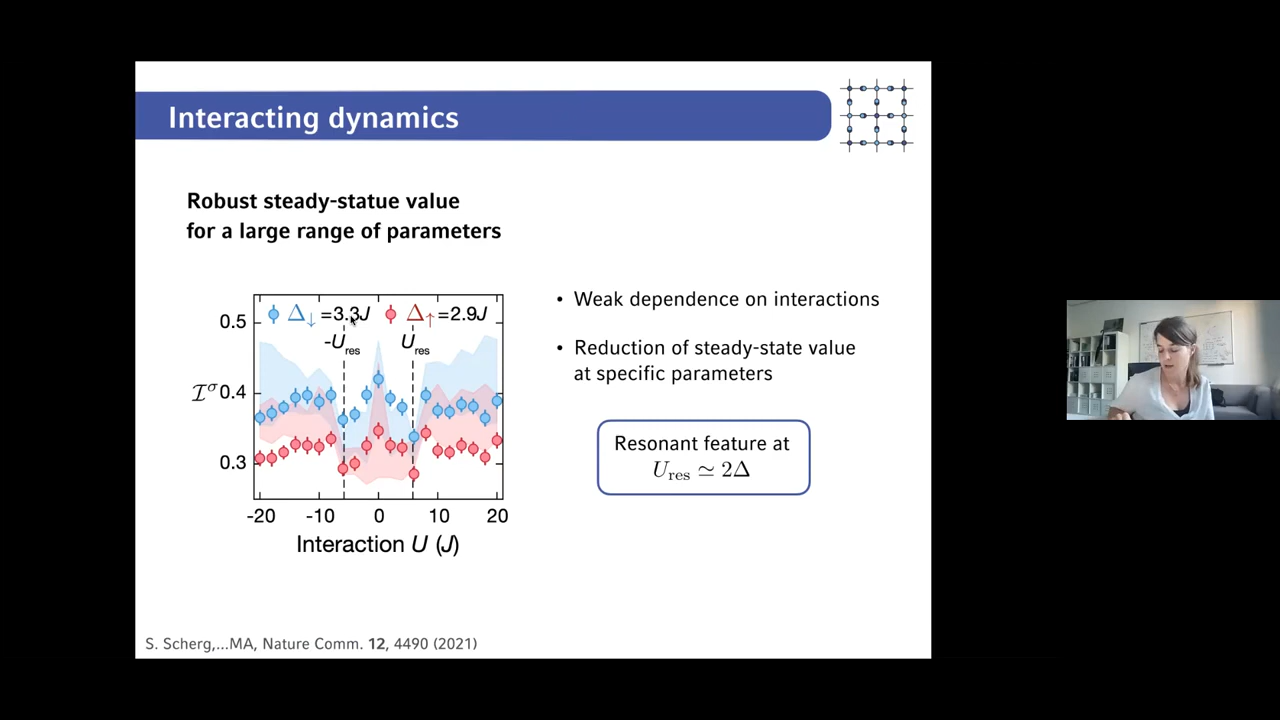 Interacting dynamics
Robust steady-statue value
for a large range of parameters
Δ↓ =3.3J
Δ↑=2.9J
-Ures
Ures
0.5
0.4
0.3
ℐσ
-20
-10
0
10
20
Interaction U (J)
• Weak dependence on interactions
• Reduction of steady-state value
at specific parameters
Resonant feature at
Ures ≃ 2Δ
S. Scherg,...MA, Nature Comm. 12, 4490 (2021)